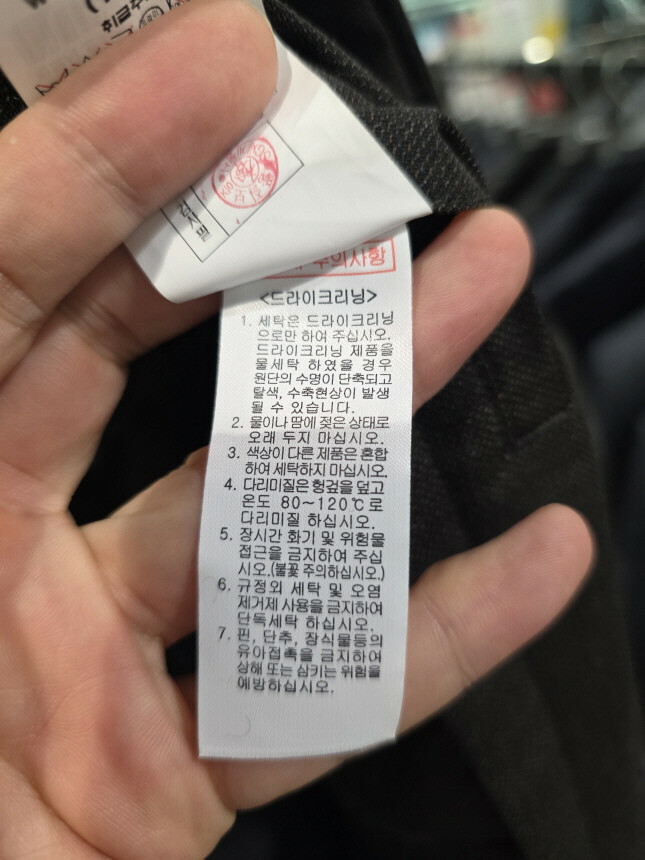 주의사항
<드라이크리닝>
1. 세탁은 드라이크리닝
으로만 하여 주십시오.
드라이크리닝 제품을
물세탁 하였을 경우
원단의 수명이 단축되고
탈색, 수축현상이 발생
될 수 있습니다.
2. 물이나 땀에 젖은 상태로
오래 두지 마십시오.
3. 색상이 다른 제품은 혼합
하여 세탁하지 마십시오.
4. 다리미질은 헝겊을 덮고
온도 80~120℃로
다리미질 하십시오.
5. 장시간 화기 및 위험물
접근을 금지하여 주십
시오.(불꽃 주의하십시오.)
6. 규정외 세탁 및 오염
제거제 사용을 금지하여
단독세탁 하십시오.
7. 핀, 단추, 장식물등의
유아접촉을 금지하여
상해 또는 삼키는 위험을
예방하십시오.